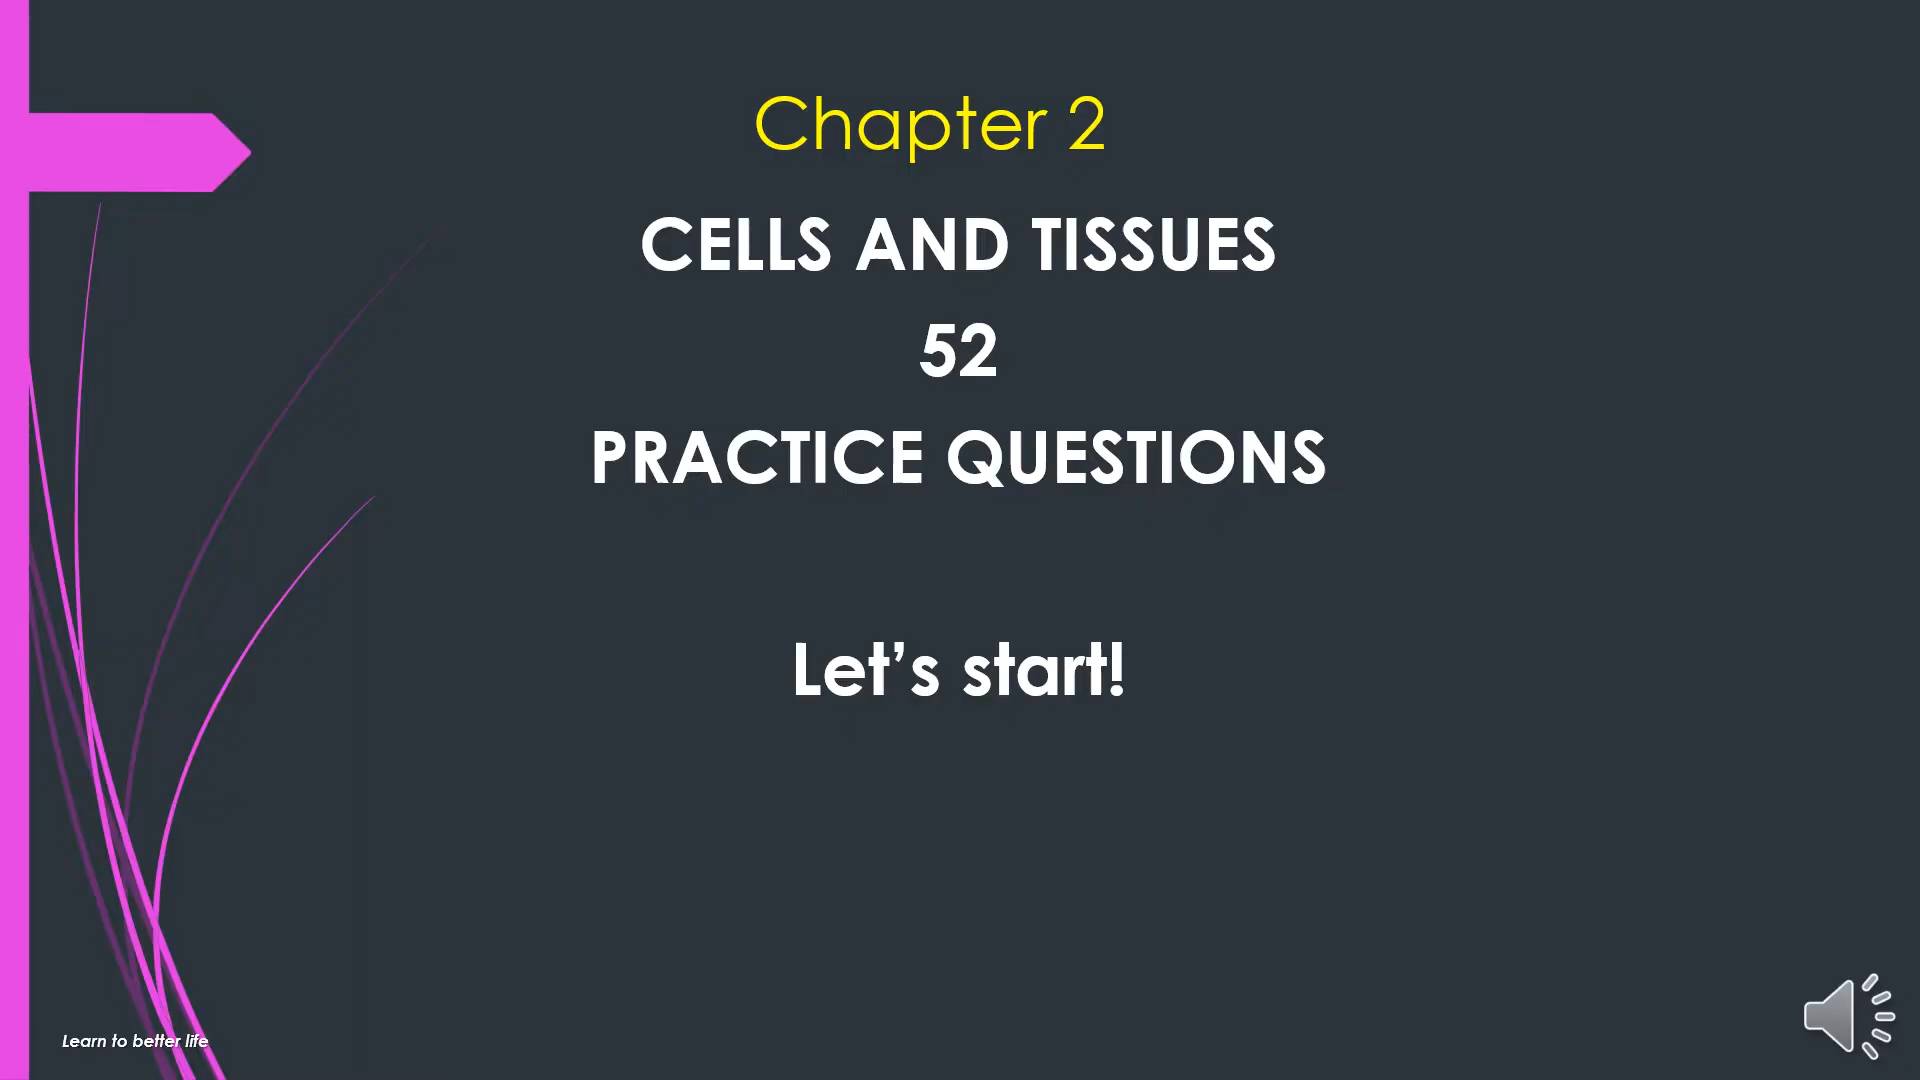 Chapter 2
CELLS AND TISSUES
52
PRACTICE QUESTIONS
Let’s start!
Learn to better life